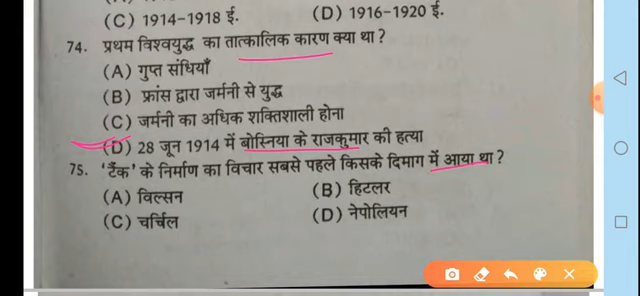 (C) 1914-1918 ई. (D) 1916-1920 ई.
74. प्रथम विश्वयुद्ध का तात्कालिक कारण क्या था?
(A) गुप्त संधियाँ
(B) फ्रांस द्वारा जर्मनी से युद्ध
(C) जर्मनी का अधिक शक्तिशाली होना
(D) 28 जून 1914 में बोस्निया के राजकुमार की हत्या
75. 'टैंक' के निर्माण का विचार सबसे पहले किसके दिमाग में आया था?
(A) विल्सन (B) हिटलर
(C) चर्चिल (D) नेपोलियन